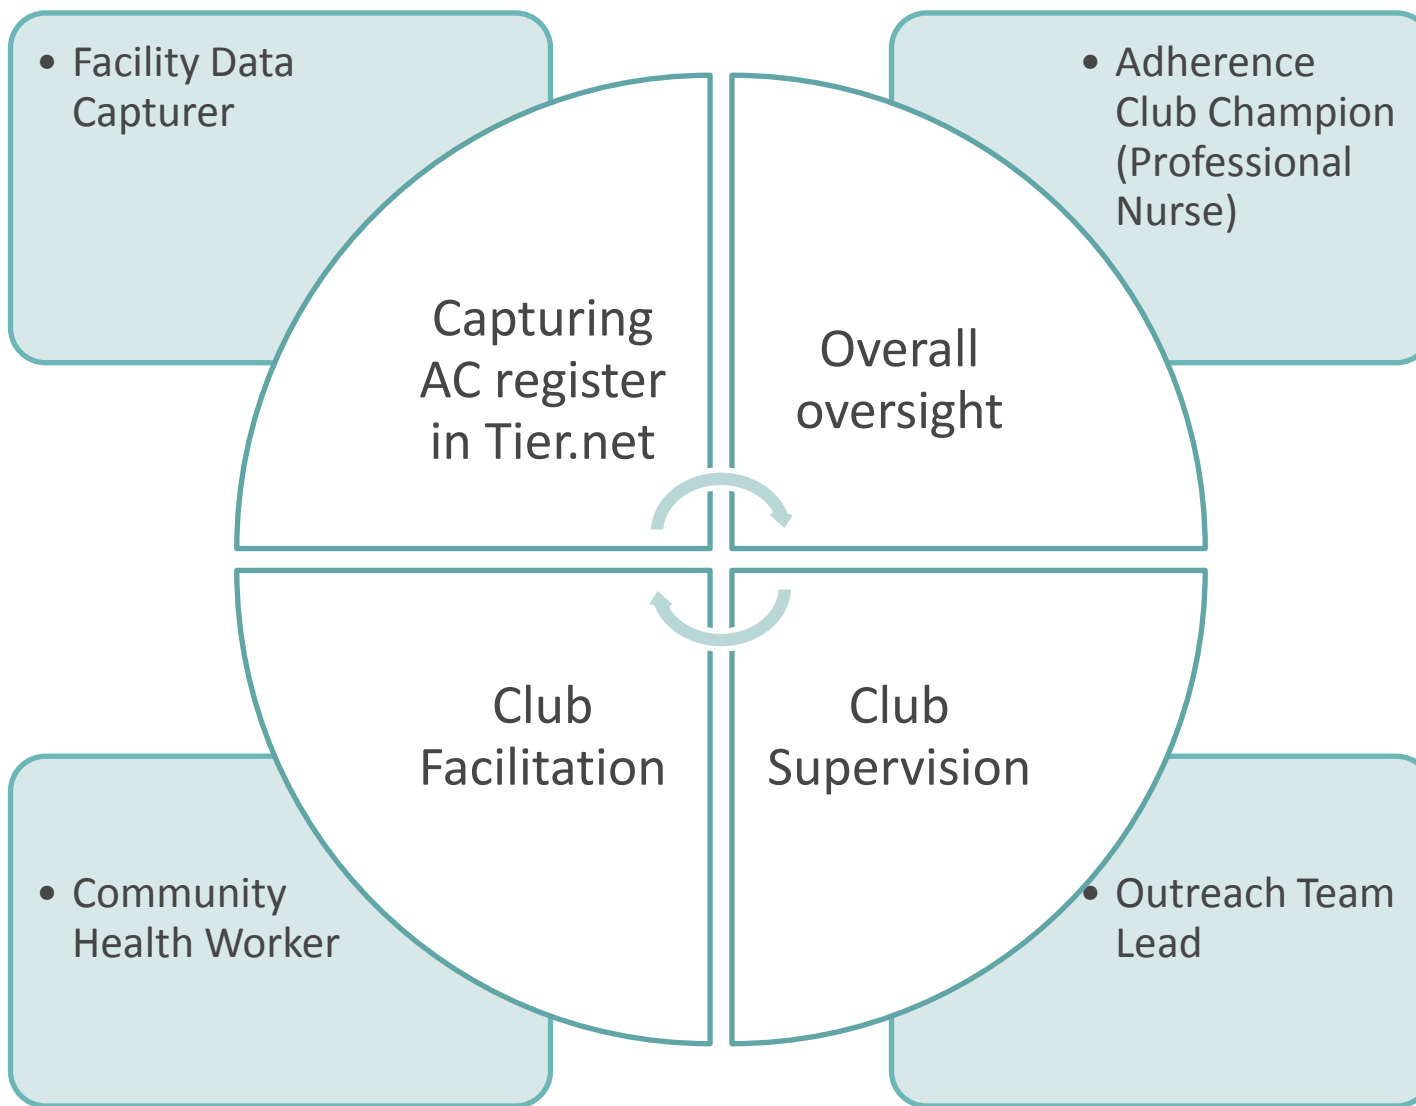 • Facility Data
Capturer
• Adherence
Club Champion
(Professional
Nurse)
Capturing
AC register
in Tier.net
Overall
oversight
Club
Facilitation
Club
Supervision
• Community
Health Worker
• Outreach Team
Lead